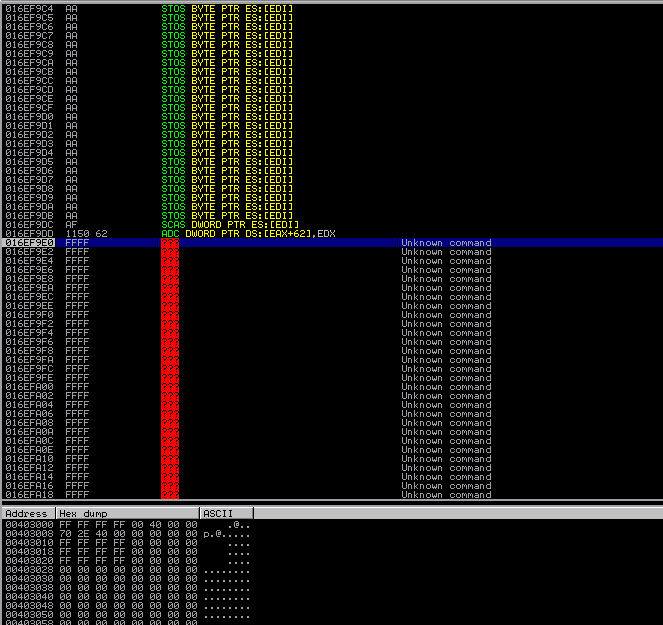 016EF9C4 AA STOS BYTE PTR ES:[EDI]
016EF9C5 AA STOS BYTE PTR ES:[EDI]
016EF9C6 AA STOS BYTE PTR ES:[EDI]
016EF9C7 AA STOS BYTE PTR ES:[EDI]
016EF9C8 AA STOS BYTE PTR ES:[EDI]
016EF9C9 AA STOS BYTE PTR ES:[EDI]
016EF9CA AA STOS BYTE PTR ES:[EDI]
016EF9CB AA STOS BYTE PTR ES:[EDI]
016EF9CC AA STOS BYTE PTR ES:[EDI]
016EF9CD AA STOS BYTE PTR ES:[EDI]
016EF9CE AA STOS BYTE PTR ES:[EDI]
016EF9CF AA STOS BYTE PTR ES:[EDI]
016EF9D0 AA STOS BYTE PTR ES:[EDI]
016EF9D1 AA STOS BYTE PTR ES:[EDI]
016EF9D2 AA STOS BYTE PTR ES:[EDI]
016EF9D3 AA STOS BYTE PTR ES:[EDI]
016EF9D4 AA STOS BYTE PTR ES:[EDI]
016EF9D5 AA STOS BYTE PTR ES:[EDI]
016EF9D6 AA STOS BYTE PTR ES:[EDI]
016EF9D7 AA STOS BYTE PTR ES:[EDI]
016EF9D8 AA STOS BYTE PTR ES:[EDI]
016EF9D9 AA STOS BYTE PTR ES:[EDI]
016EF9DA AA STOS BYTE PTR ES:[EDI]
016EF9DB AA STOS BYTE PTR ES:[EDI]
016EF9DC AF SCAS DWORD PTR ES:[EDI]
016EF9DD 1150 62 ADC DWORD PTR DS:[EAX+62],EDX
016EF9E0 FFFF ??? Unknown command
016EF9E2 FFFF ??? Unknown command
016EF9E4 FFFF ??? Unknown command
016EF9E6 FFFF ??? Unknown command
016EF9E8 FFFF ??? Unknown command
016EF9EA FFFF ??? Unknown command
016EF9EC FFFF ??? Unknown command
016EF9EE FFFF ??? Unknown command
016EF9F0 FFFF ??? Unknown command
016EF9F2 FFFF ??? Unknown command
016EF9F4 FFFF ??? Unknown command
016EF9F6 FFFF ??? Unknown command
016EF9F8 FFFF ??? Unknown command
016EF9FA FFFF ??? Unknown command
016EF9FC FFFF ??? Unknown command
016EF9FE FFFF ??? Unknown command
016EFA00 FFFF ??? Unknown command
016EFA02 FFFF ??? Unknown command
016EFA04 FFFF ??? Unknown command
016EFA06 FFFF ??? Unknown command
016EFA08 FFFF ??? Unknown command
016EFA0A FFFF ??? Unknown command
016EFA0C FFFF ??? Unknown command
016EFA0E FFFF ??? Unknown command
016EFA10 FFFF ??? Unknown command
016EFA12 FFFF ??? Unknown command
016EFA14 FFFF ??? Unknown command
016EFA16 FFFF ??? Unknown command
016EFA18 FFFF ??? Unknown command
Address Hex dump ASCII
00403000 FF FF FF FF 00 40 00 00 .@..
00403008 70 2E 40 00 00 00 00 00 p.@.....
00403010 FF FF FF FF 00 00 00 00 ....
00403018 FF FF FF FF 00 00 00 00 ....
00403020 FF FF FF FF 00 00 00 00 ....
00403028 00 00 00 00 00 00 00 00 ........
00403030 00 00 00 00 00 00 00 00 ........
00403038 00 00 00 00 00 00 00 00 ........
00403040 00 00 00 00 00 00 00 00 ........
00403048 00 00 00 00 00 00 00 00 ........
00403050 00 00 00 00 00 00 00 00 ........
00403058 00 00 00 00 00 00 00 00 ........